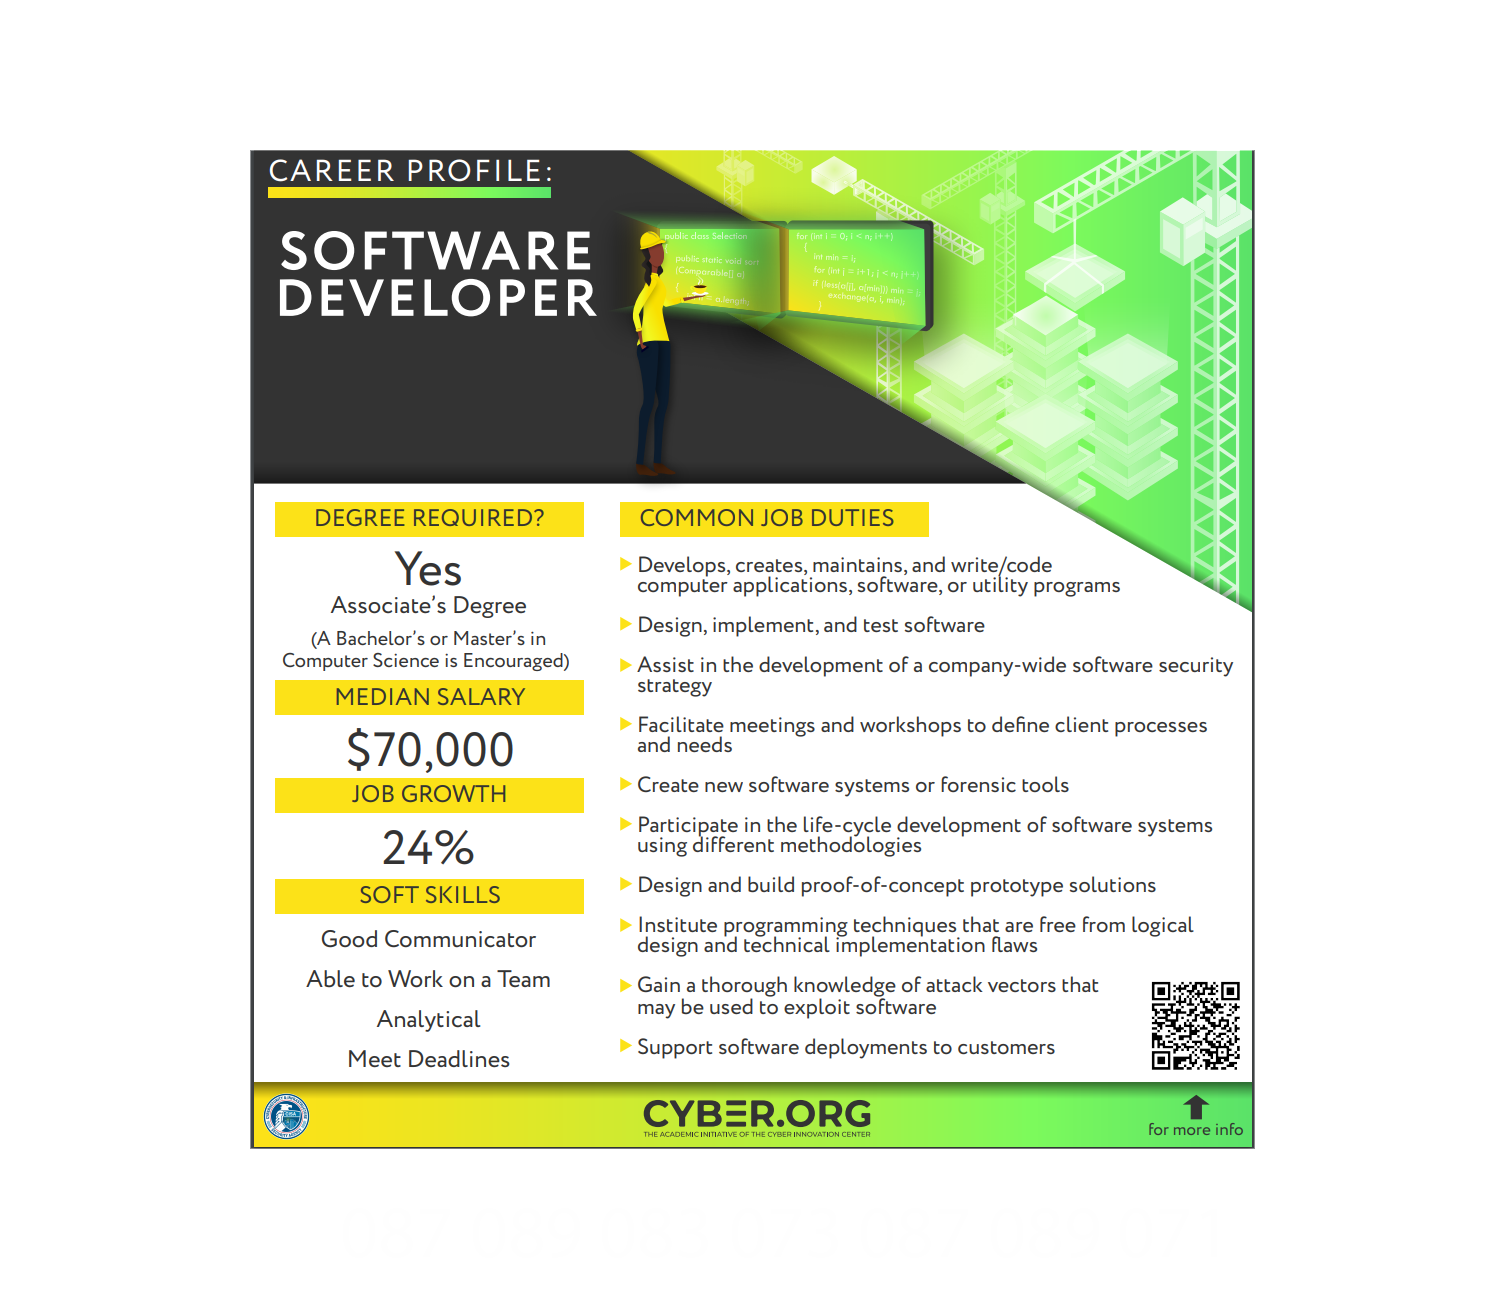 CAREER PROFILE:
SOFTWARE
DEVELOPER
public class Selection
{
public static void sort
(Comparable[] a)
{
= a.length;
for (int i = 0; i < n; i++)
{
int min = i;
for (int j = i+1; j < n; j++)
if (less(a[j], a[min])) min = j;
exchange(a, i, min);
}
DEGREE REQUIRED?
Yes
Associate's Degree
(A Bachelor's or Master's in
Computer Science is Encouraged)
MEDIAN SALARY
$70,000
JOB GROWTH
24%
SOFT SKILLS
Good Communicator
Able to Work on a Team
Analytical
Meet Deadlines
COMMON JOB DUTIES
Develops, creates, maintains, and write/code
computer applications, software, or utility programs
Design, implement, and test software
Assist in the development of a company-wide software security
strategy
Facilitate meetings and workshops to define client processes
and needs
Create new software systems or forensic tools
Participate in the life-cycle development of software systems
using different methodologies
Design and build proof-of-concept prototype solutions
Institute programming techniques that are free from logical
design and technical implementation flaws
Gain a thorough knowledge of attack vectors that
may be used to exploit software
Support software deployments to customers
CYBER.ORG
THE ACADEMIC INITIATIVE OF THE CYBER INNOVATION CENTER
for more info